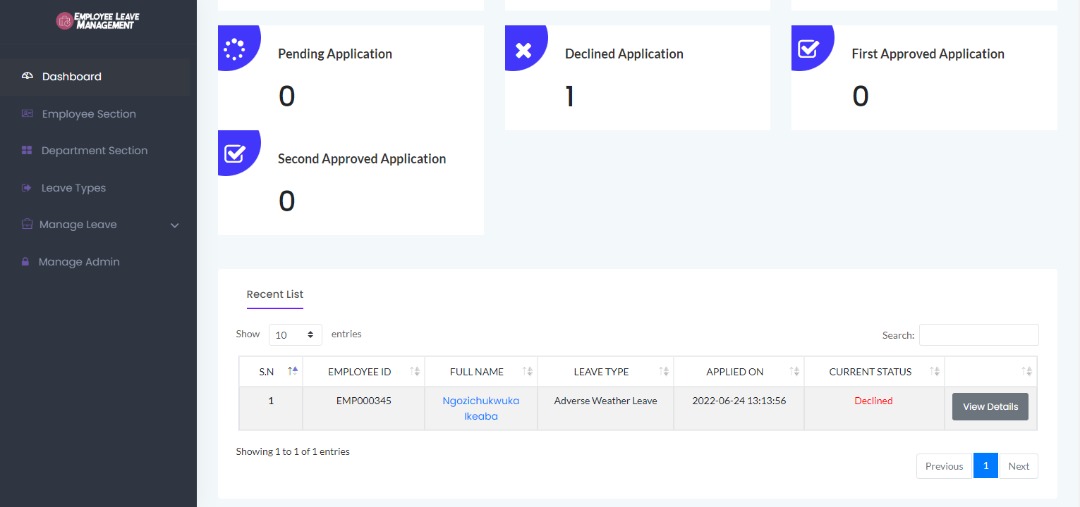 EMPLOYEE LEAVE
MANAGEMENT
Dashboard
Employee Section
Department Section
Leave Types
Manage Leave
Manage Admin
Pending Application
0
Declined Application
1
First Approved Application
0
Second Approved Application
0
Recent List
Show 10 entries
Search:
S.N EMPLOYEE ID FULL NAME LEAVE TYPE APPLIED ON CURRENT STATUS
1 EMP000345 Ngozichukwuka Adverse Weather Leave 2022-06-24 13:13:56 Declined View Details
Ikeaba
Showing 1 to 1 of 1 entries
Previous 1 Next